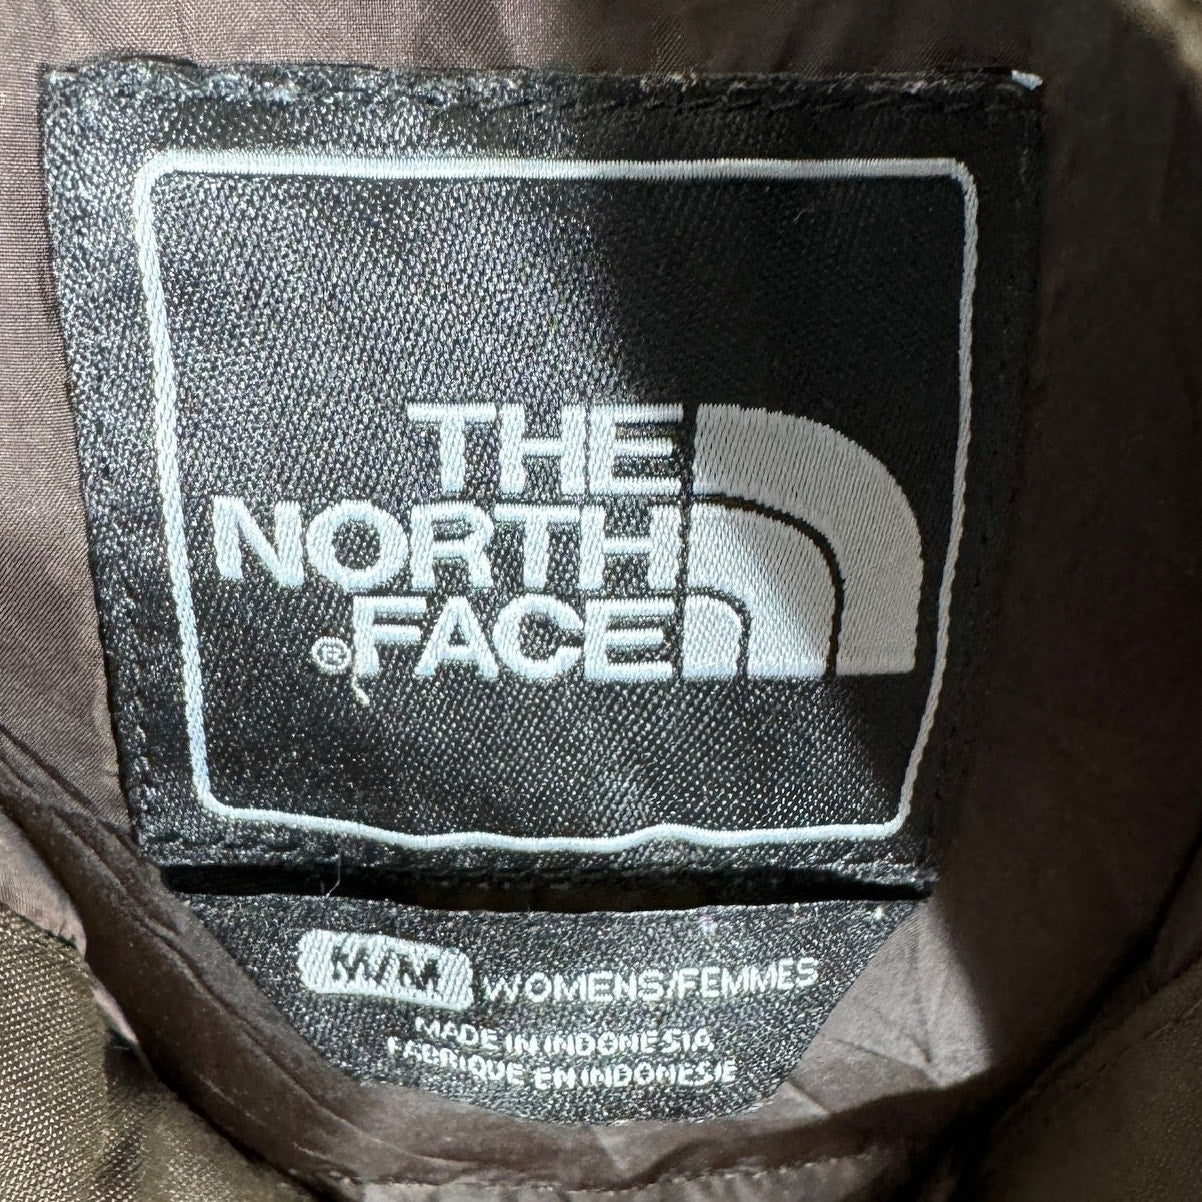 THE
NORTH
®FACE
M/M WOMENS/FEMMES
MADE IN INDONESIA
FABRIQUE EN INDONESIE